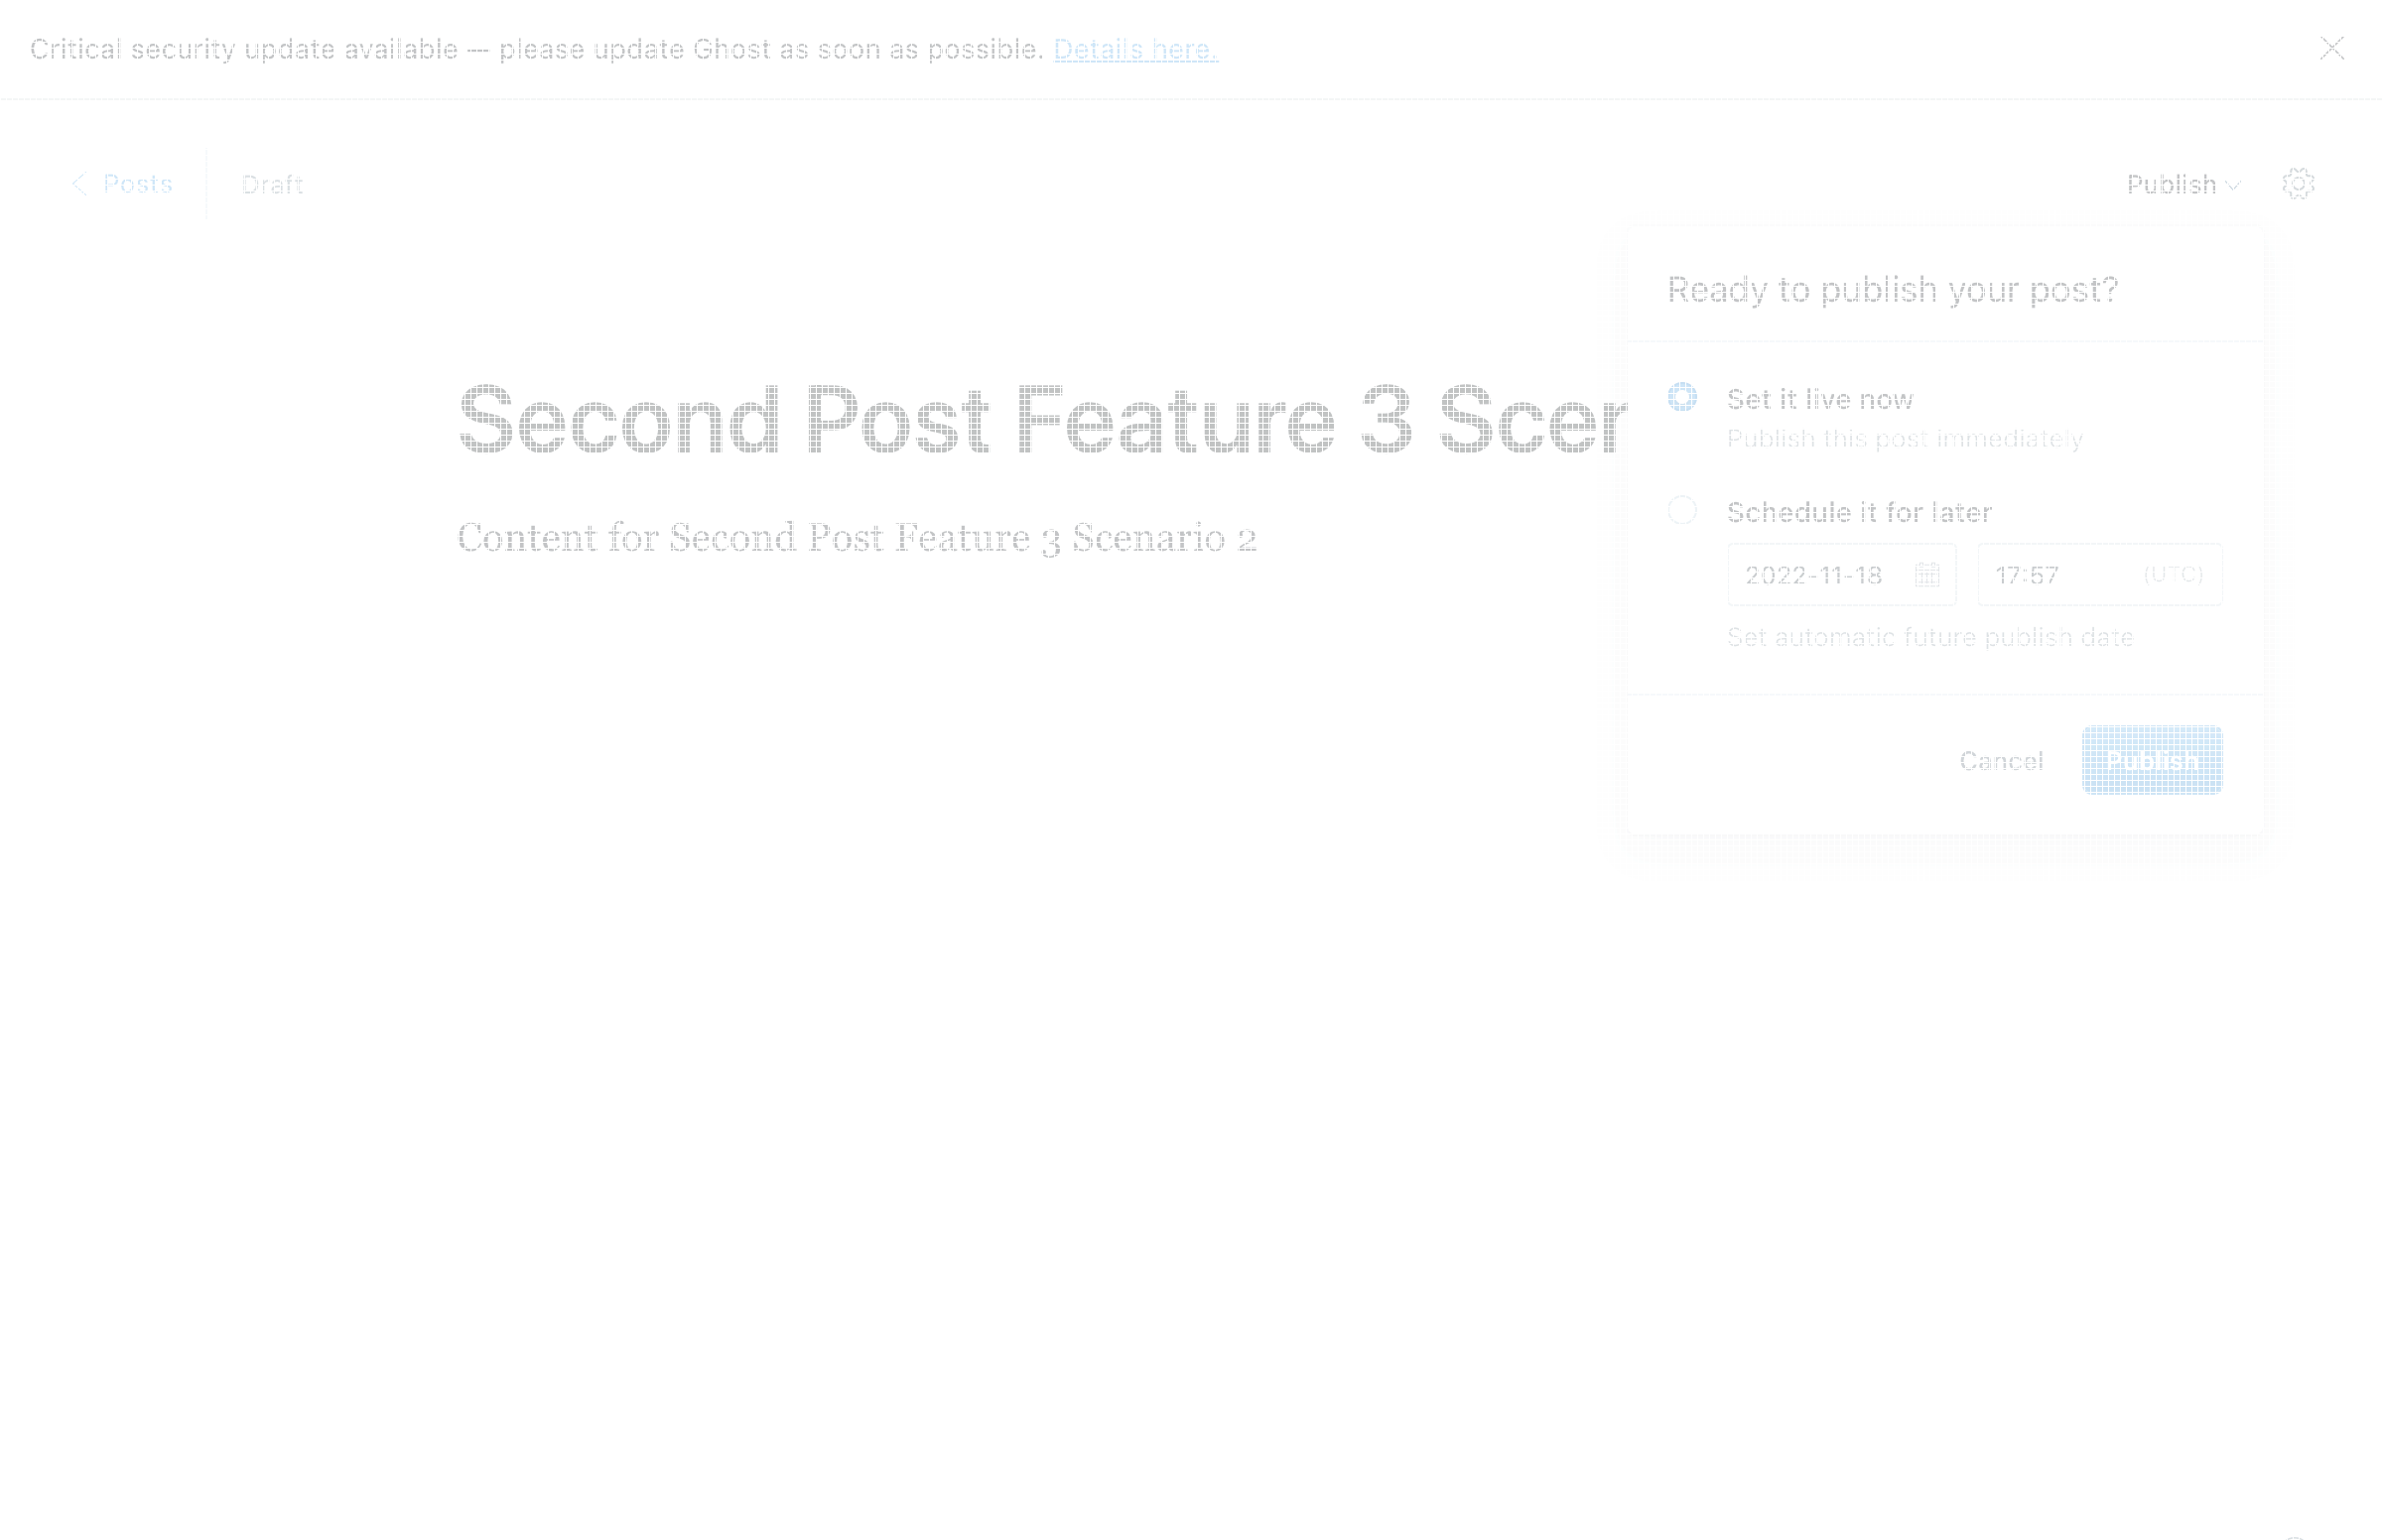 Critical security update available — please update Ghost as soon as possible. Details here.
Posts
Draft
Publish
Ready to publish your post?
Second Post Feature 3 Scer
Set it live now
Publish this post immediately
Content for Second Post Feature 3 Scenario 2
Schedule it for later
2022-11-18
17:57
(UTC)
Set automatic future publish date
Cancel
Publish